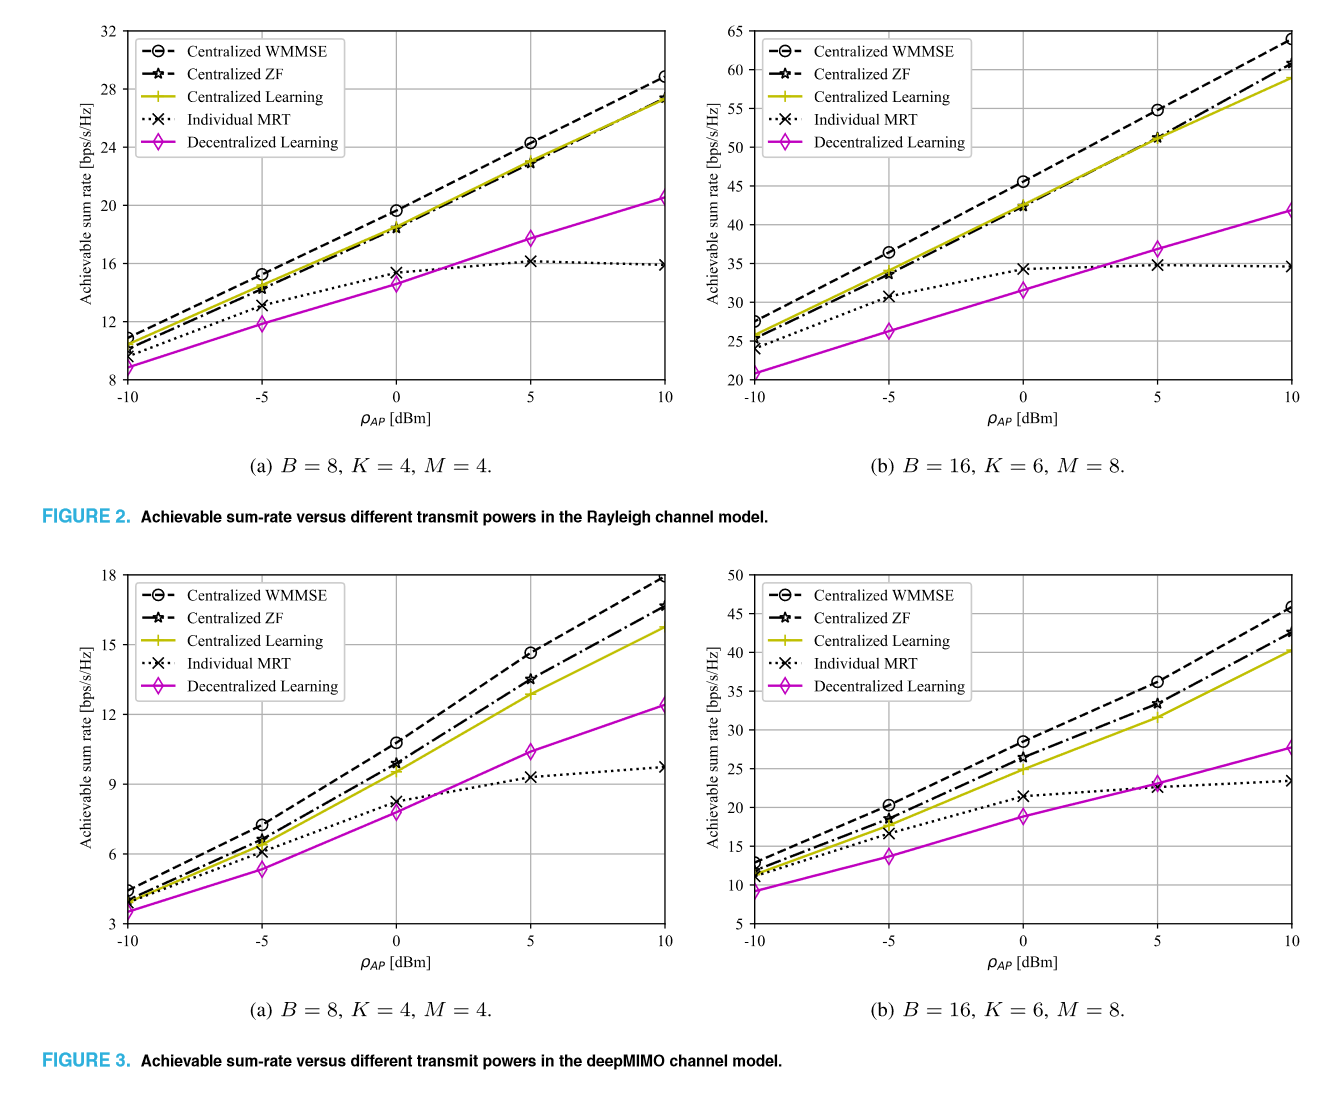 32
28
24
20
16
12
8
Achievable sum rate [bps/s/Hz]
Centralized WMMSE
Centralized ZF
Centralized Learning
Individual MRT
Decentralized Learning
-10 -5 0 5 10
ρAP [dBm]
(a) B = 8, K = 4, M = 4.
65
60
55
50
45
40
35
30
25
20
Achievable sum rate [bps/s/Hz]
Centralized WMMSE
Centralized ZF
Centralized Learning
Individual MRT
Decentralized Learning
-10 -5 0 5 10
ρAP [dBm]
(b) B = 16, K = 6, M = 8.
FIGURE 2. Achievable sum-rate versus different transmit powers in the Rayleigh channel model.
18
15
12
9
6
3
Achievable sum rate [bps/s/Hz]
Centralized WMMSE
Centralized ZF
Centralized Learning
Individual MRT
Decentralized Learning
-10 -5 0 5 10
ρAP [dBm]
(a) B = 8, K = 4, M = 4.
50
45
40
35
30
25
20
15
10
5
Achievable sum rate [bps/s/Hz]
Centralized WMMSE
Centralized ZF
Centralized Learning
Individual MRT
Decentralized Learning
-10 -5 0 5 10
ρAP [dBm]
(b) B = 16, K = 6, M = 8.
FIGURE 3. Achievable sum-rate versus different transmit powers in the deepMIMO channel model.